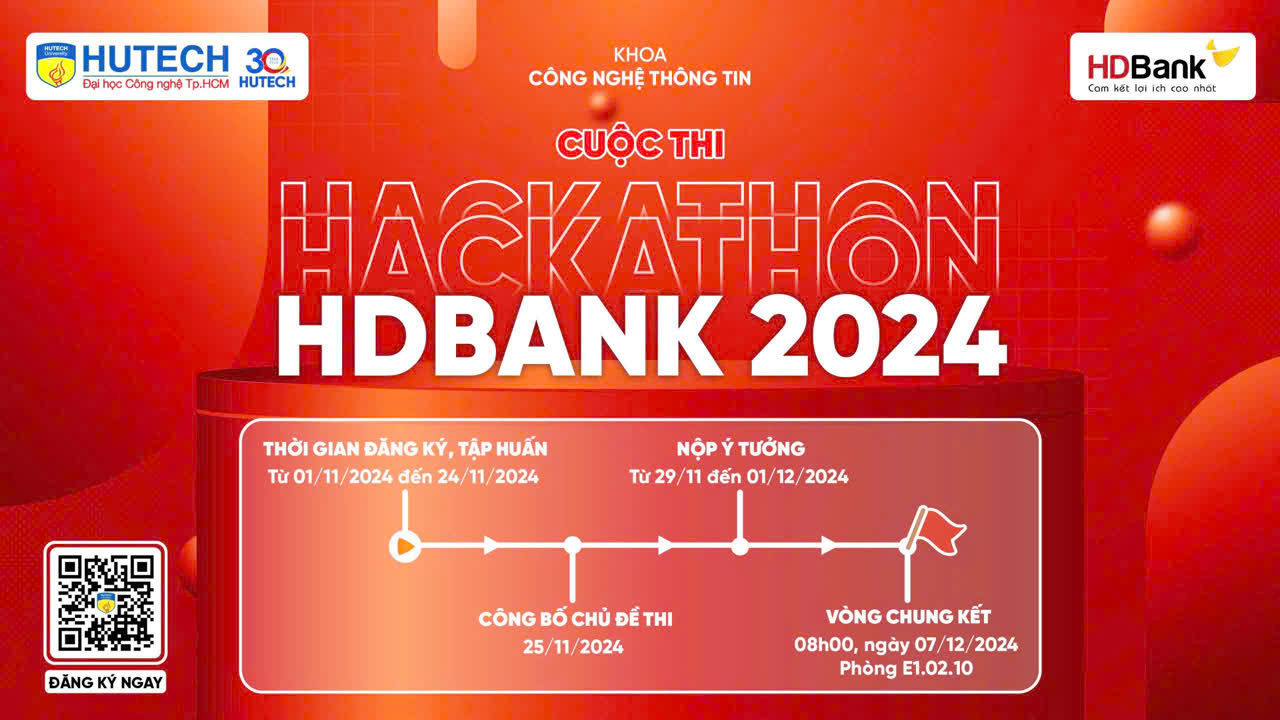 HUTECH
University
HUTECH
Đại học Công nghệ Tp.HCM
30
HUTECH
KHOA
CÔNG NGHỆ THÔNG TIN
HDBank
Cam kết lợi ích cao nhất
CUỘC THI
HACKATHON
HACKATHON
HDBANK 2024
THỜI GIAN ĐĂNG KÝ, TẬP HUẤN
Từ 01/11/2024 đến 24/11/2024
NỘP Ý TƯỞNG
Từ 29/11 đến 01/12/2024
CÔNG BỐ CHỦ ĐỀ THI
25/11/2024
VÒNG CHUNG KẾT
08h00, ngày 07/12/2024
Phòng E1.02.10
ĐĂNG KÝ NGAY